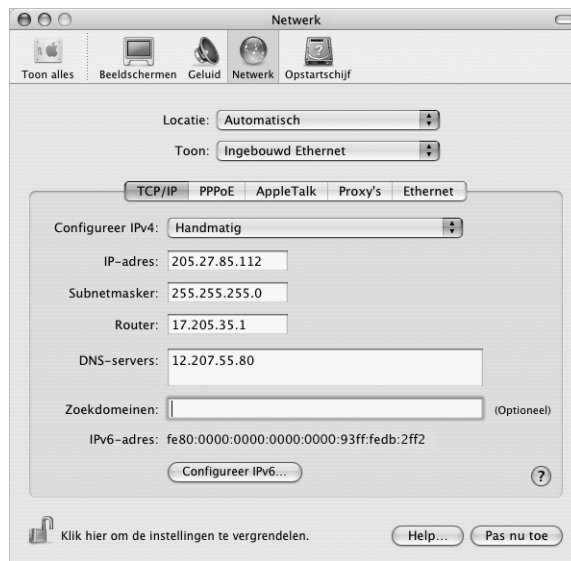 Netwerk
Toon alles Beeldschermen Geluid Netwerk Opstartschijf
Locatie: Automatisch
Toon: Ingebouwd Ethernet
TCP/IP PPPoE AppleTalk Proxy's Ethernet
Configureer IPv4: Handmatig
IP-adres: 205.27.85.112
Subnetmasker: 255.255.255.0
Router: 17.205.35.1
DNS-servers: 12.207.55.80
Zoekdomeinen: (Optioneel)
IPv6-adres: fe80:0000:0000:0000:0000:93ff:fedb:2ff2
Configureer IPv6... ?
Klik hier om de instellingen te vergrendelen. Help... Pas nu toe